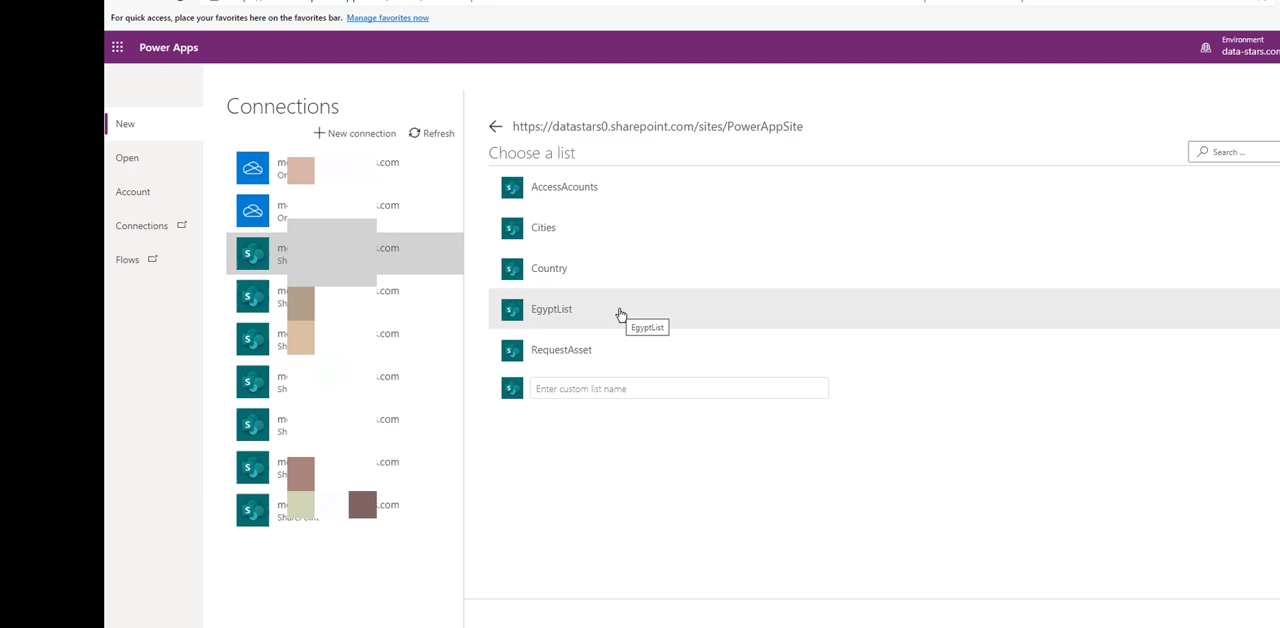 For quick access, place your favorites here on the favorites bar. Manage favorites now
Power Apps
Environment
data-stars.com
New
Open
Account
Connections
Flows
Connections
New connection
Refresh
.com
.com
.com
.com
.com
.com
.com
.com
.com
https://datastars0.sharepoint.com/sites/PowerAppSite
Choose a list
Search ...
AccessAcounts
Cities
Country
EgyptList
EgyptList
RequestAsset
Enter custom list name